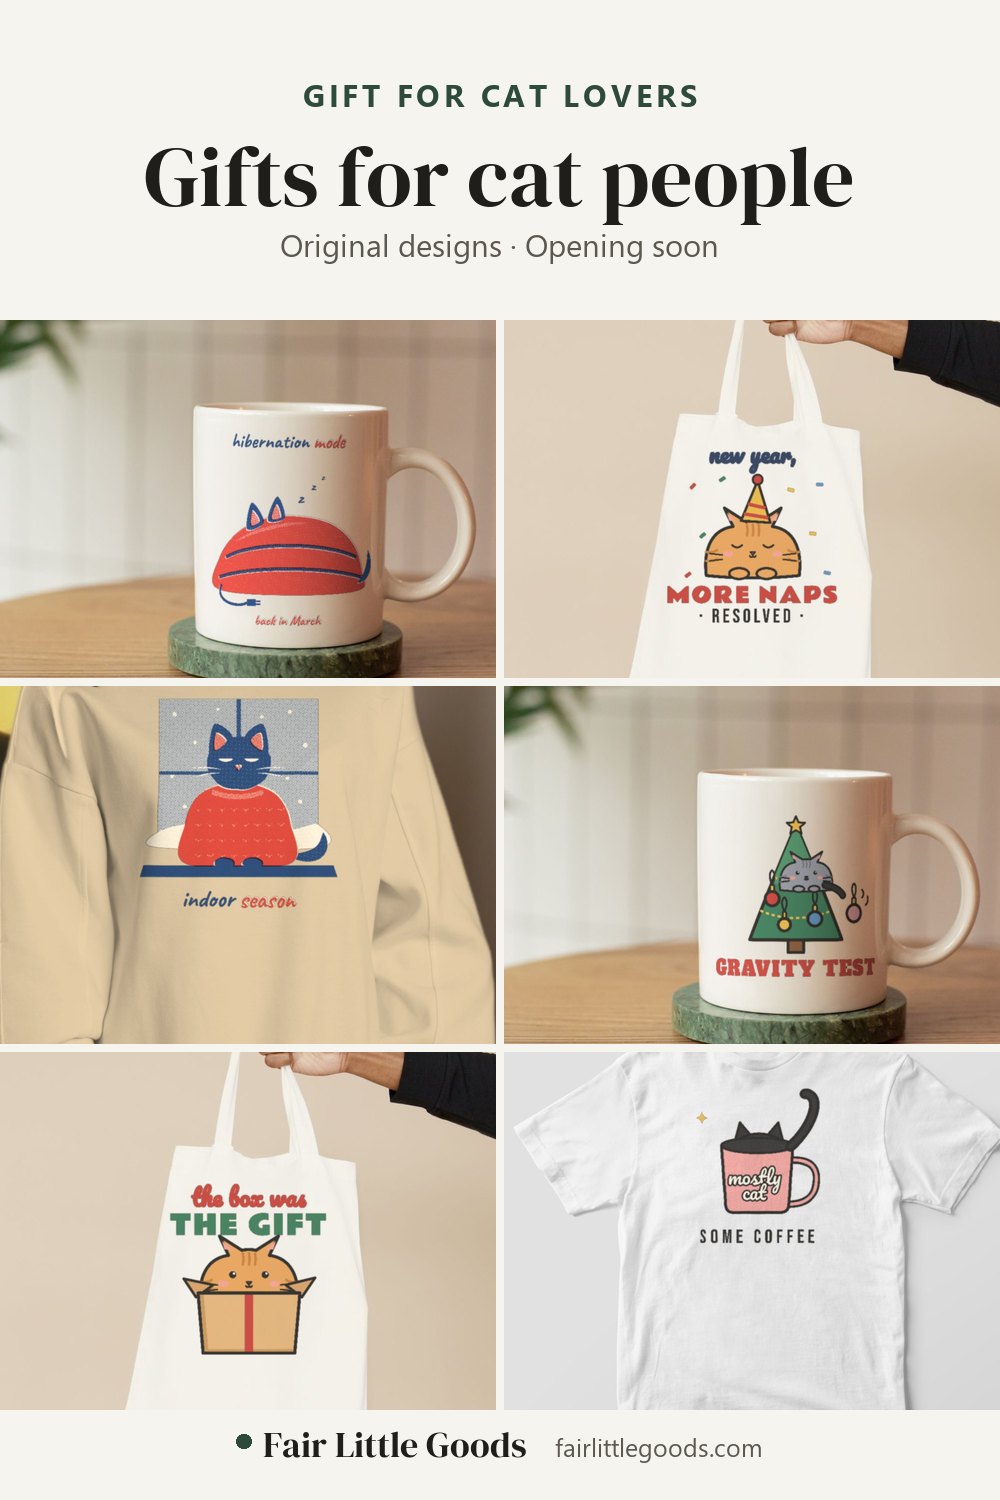 GIFT FOR CAT LOVERS
Gifts for cat people
Original designs · Opening soon
hibernation mode
z z z
back in March
new year,
MORE NAPS
· RESOLVED ·
indoor season
GRAVITY TEST
the box was
THE GIFT
mostly
cat
SOME COFFEE
Fair Little Goods
fairlittlegoods.com